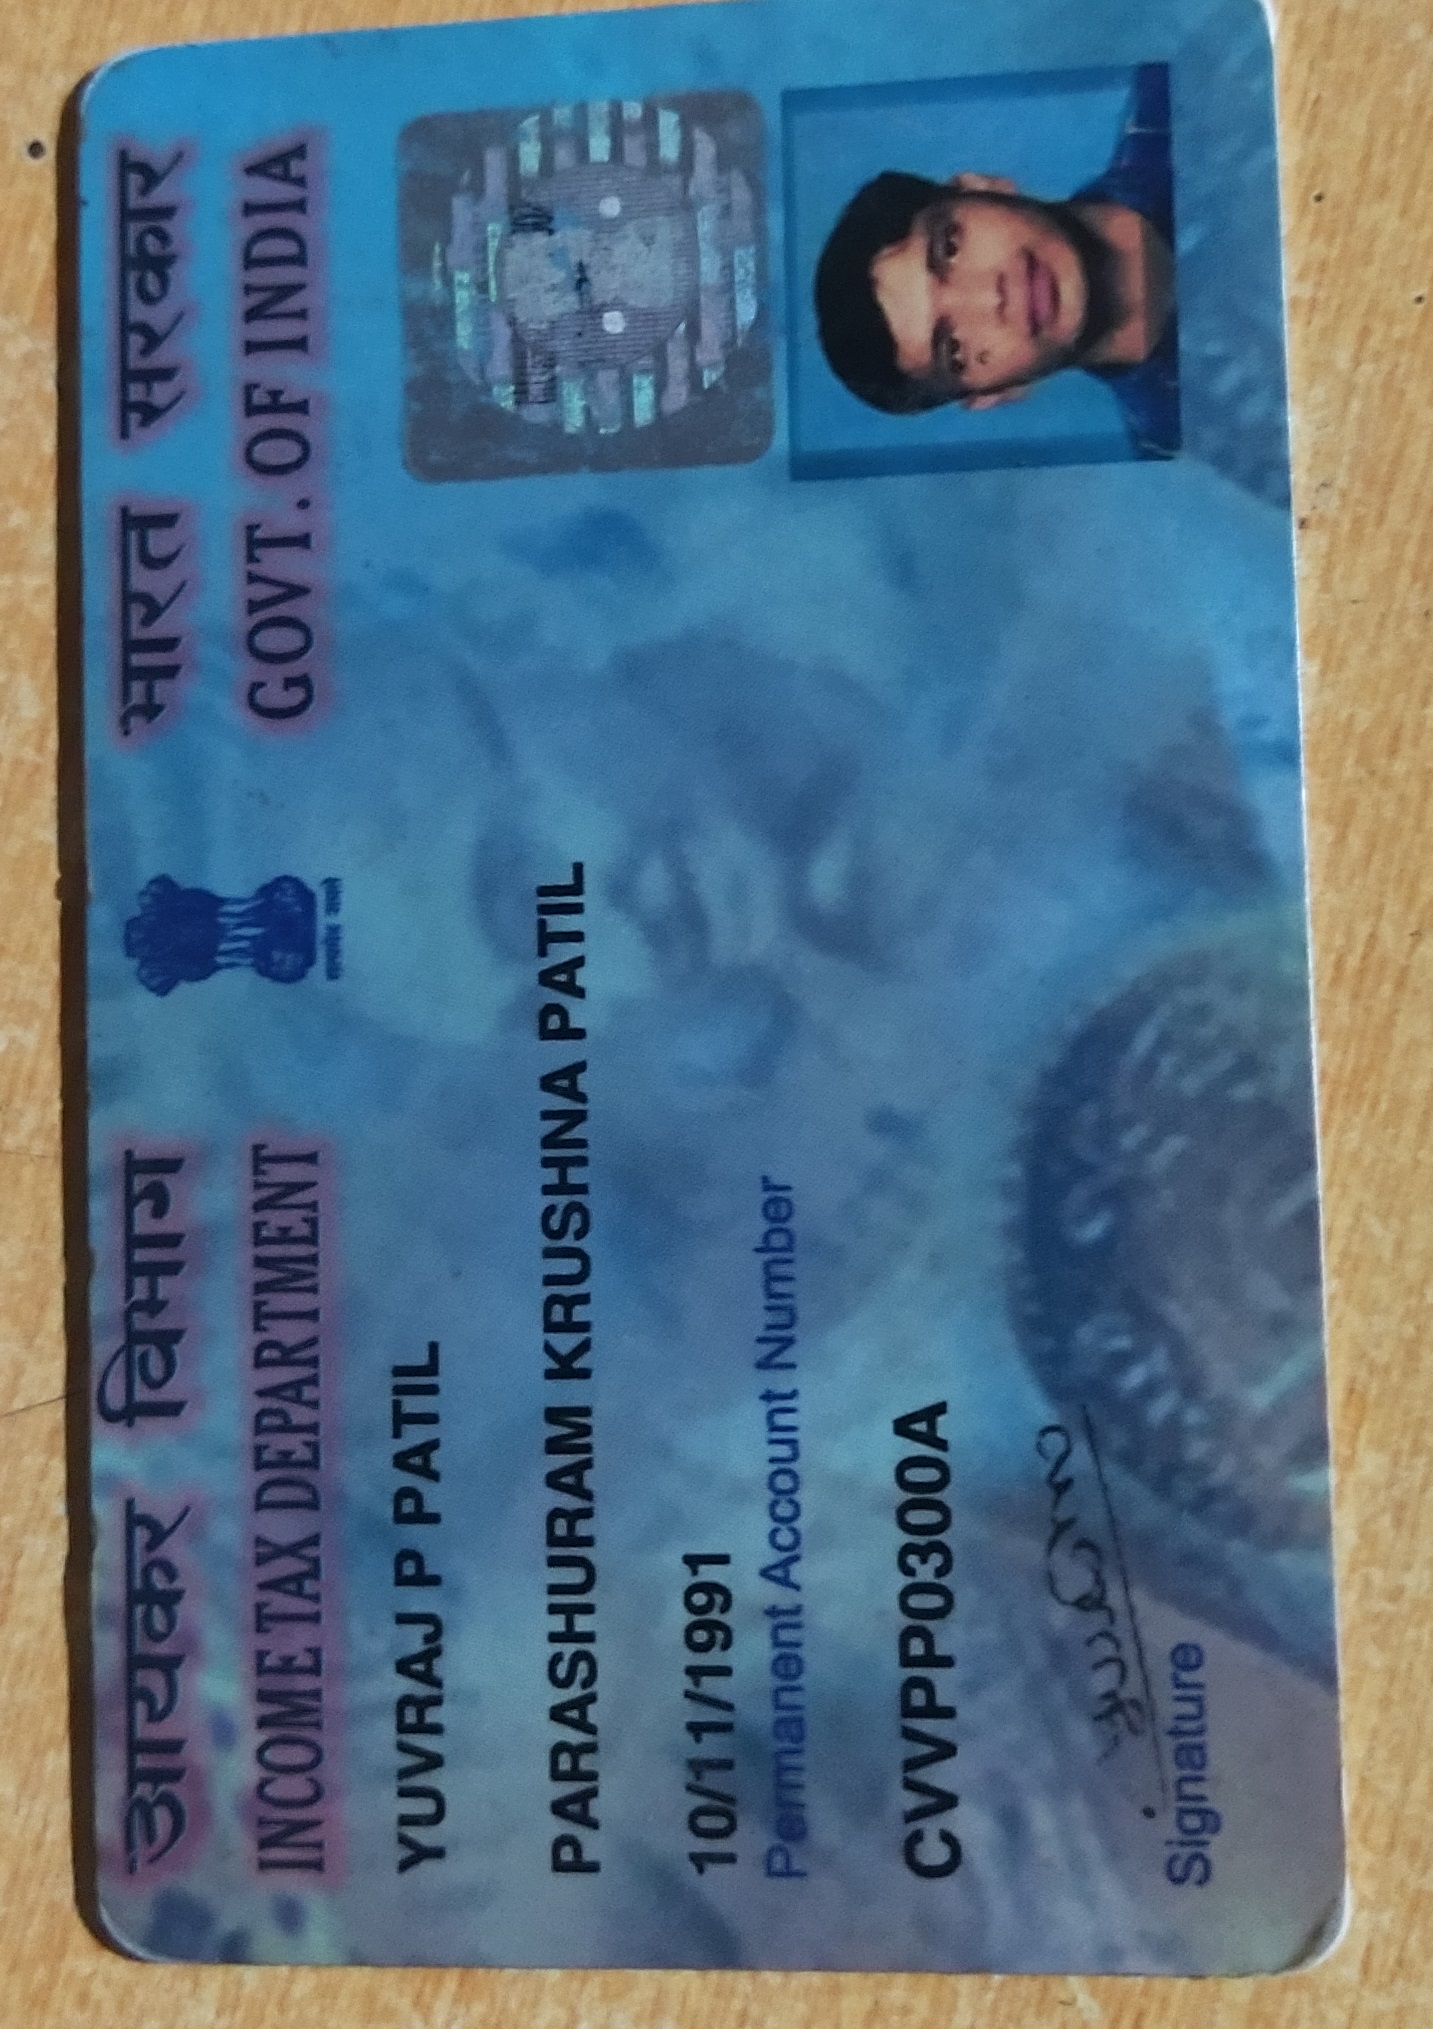 आयकर विभाग
INCOME TAX DEPARTMENT
भारत सरकार
GOVT. OF INDIA
सत्यमेव जयते
YUVRAJ P PATIL
PARASHURAM KRUSHNA PATIL
10/11/1991
Permanent Account Number
CVVPP0300A
Signature